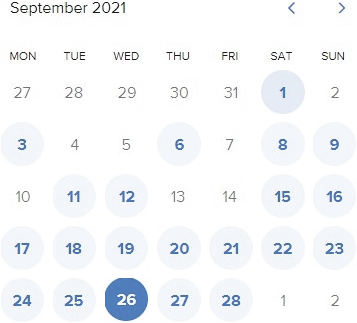 September 2021
MON TUE WED THU FRI SAT SUN
27 28 29 30 31 1 2
3 4 5 6 7 8 9
10 11 12 13 14 15 16
17 18 19 20 21 22 23
24 25 26 27 28 1 2